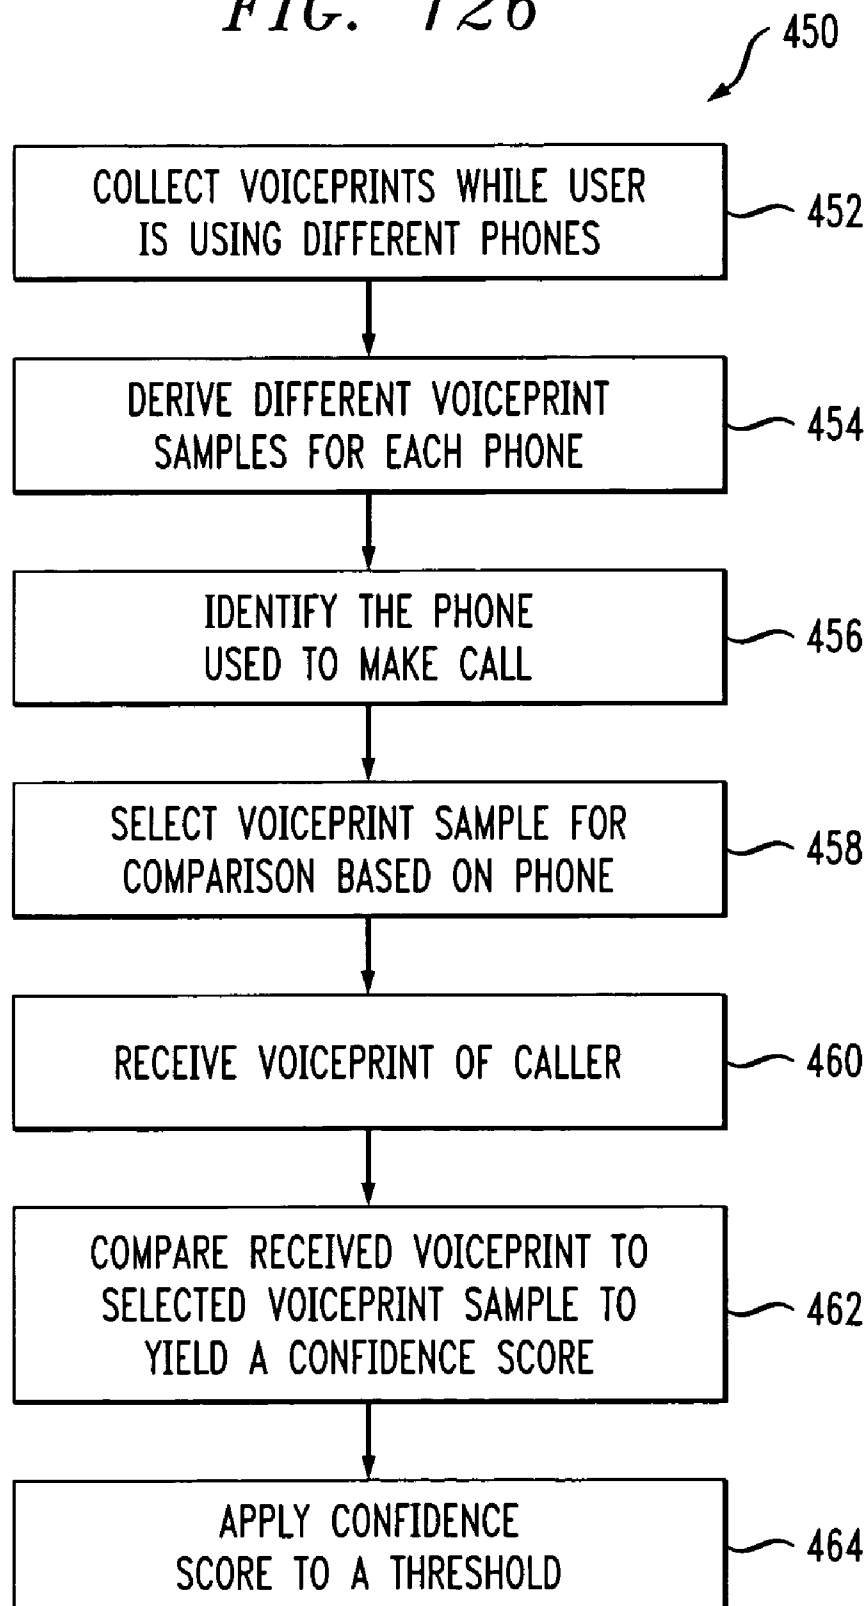 FIG. 726
450
COLLECT VOICEPRINTS WHILE USER
IS USING DIFFERENT PHONES
452
DERIVE DIFFERENT VOICEPRINT
SAMPLES FOR EACH PHONE
454
IDENTIFY THE PHONE
USED TO MAKE CALL
456
SELECT VOICEPRINT SAMPLE FOR
COMPARISON BASED ON PHONE
458
RECEIVE VOICEPRINT OF CALLER
460
COMPARE RECEIVED VOICEPRINT TO
SELECTED VOICEPRINT SAMPLE TO
YIELD A CONFIDENCE SCORE
462
APPLY CONFIDENCE
SCORE TO A THRESHOLD
464